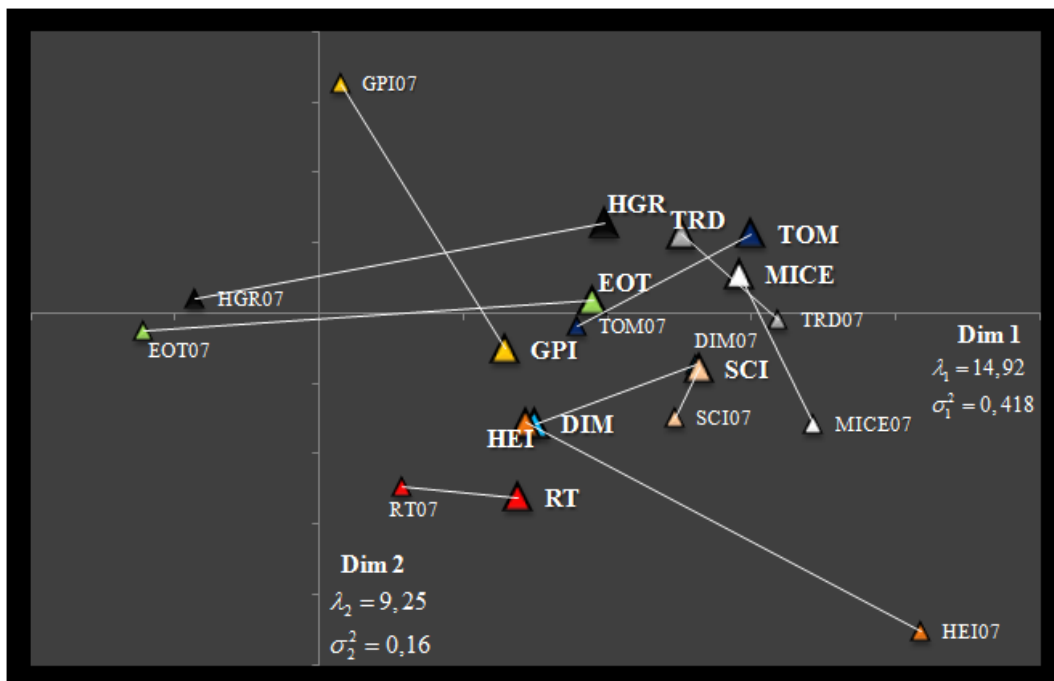 GPI07
HGR
TRD
TOM
MICE
HGR07
EOT
EOT07
TOM07
TRD07
GPI
DIM07
SCI
Dim 1
λ₁ = 14,92
σ₁² = 0,418
SCI07
MICE07
HEI
DIM
RT07
RT
Dim 2
λ₂ = 9,25
σ₂² = 0,16
HEI07